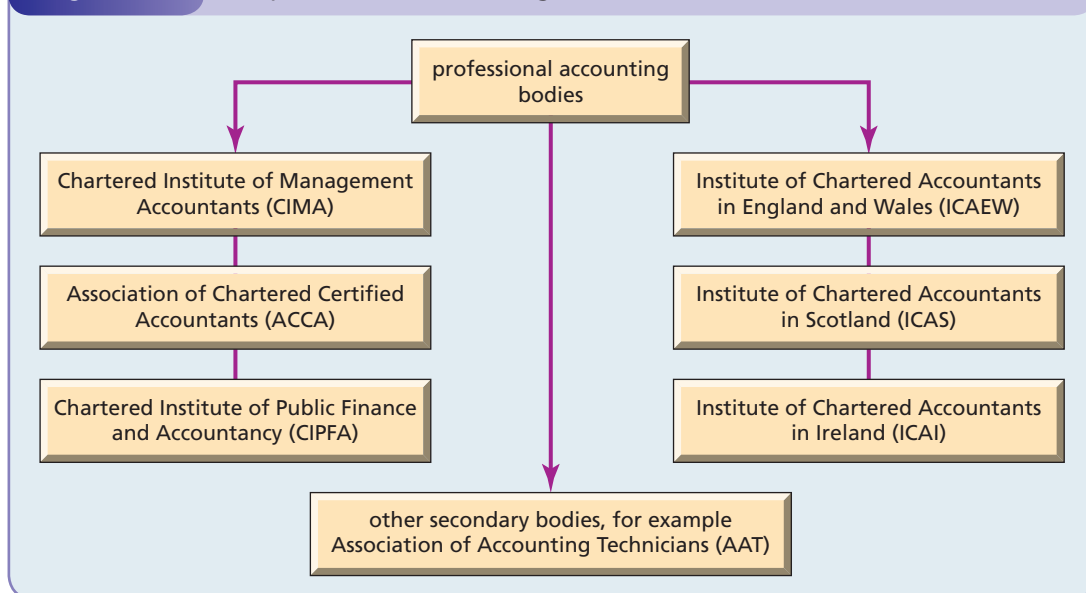 professional accounting
bodies
Chartered Institute of Management
Accountants (CIMA)
Association of Chartered Certified
Accountants (ACCA)
Chartered Institute of Public Finance
and Accountancy (CIPFA)
Institute of Chartered Accountants
in England and Wales (ICAEW)
Institute of Chartered Accountants
in Scotland (ICAS)
Institute of Chartered Accountants
in Ireland (ICAI)
other secondary bodies, for example
Association of Accounting Technicians (AAT)